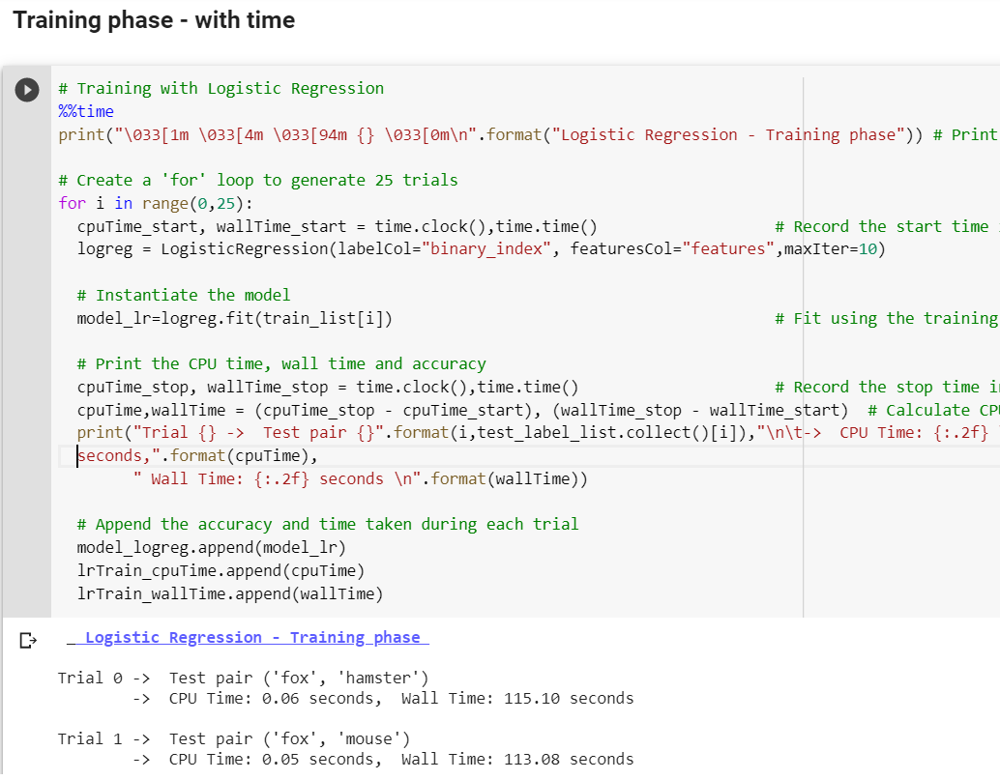 Training phase - with time
# Training with Logistic Regression
%%time
print("\033[1m \033[4m \033[94m {} \033[0m\n".format("Logistic Regression - Training phase")) # Print
# Create a 'for' loop to generate 25 trials
for i in range(0,25):
cpuTime_start, wallTime_start = time.clock(),time.time() # Record the start time
logreg = LogisticRegression(labelCol="binary_index", featuresCol="features",maxIter=10)
# Instantiate the model
model_lr=logreg.fit(train_list[i]) # Fit using the training
# Print the CPU time, wall time and accuracy
cpuTime_stop, wallTime_stop = time.clock(),time.time() # Record the stop time
cpuTime,wallTime = (cpuTime_stop - cpuTime_start), (wallTime_stop - wallTime_start) # Calculate
print("Trial {} -> Test pair {}".format(i,test_label_list.collect()[i]),"\n\t-> CPU Time: {:.2f}
seconds,".format(cpuTime),
" Wall Time: {:.2f} seconds \n".format(wallTime))
# Append the accuracy and time taken during each trial
model_logreg.append(model_lr)
lrTrain_cpuTime.append(cpuTime)
lrTrain_wallTime.append(wallTime)
Logistic Regression - Training phase
Trial 0 -> Test pair ('fox', 'hamster')
-> CPU Time: 0.06 seconds, Wall Time: 115.10 seconds
Trial 1 -> Test pair ('fox', 'mouse')
-> CPU Time: 0.05 seconds, Wall Time: 113.08 seconds